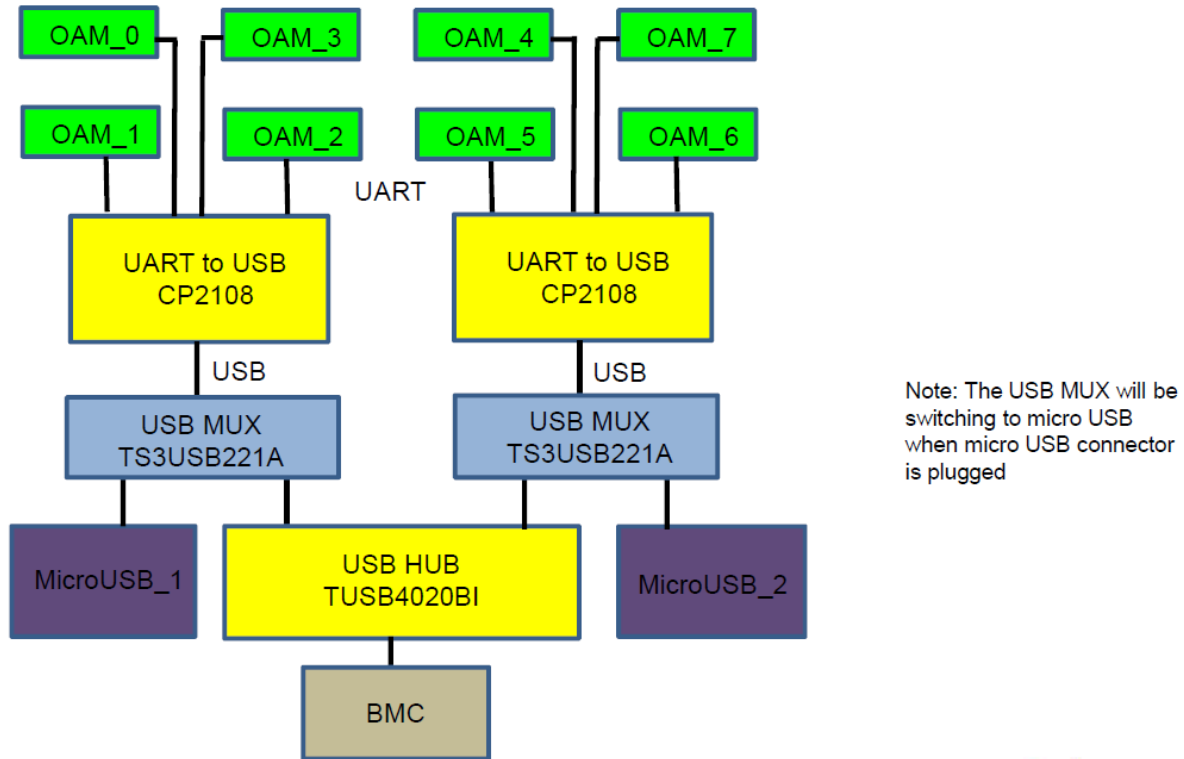 OAM_0
OAM_3
OAM_4
OAM_7
OAM_1
OAM_2
OAM_5
OAM_6
UART
UART to USB
CP2108
UART to USB
CP2108
USB
USB
USB MUX
TS3USB221A
USB MUX
TS3USB221A
Note: The USB MUX will be
switching to micro USB
when micro USB connector
is plugged
MicroUSB_1
USB HUB
TUSB4020BI
MicroUSB_2
BMC